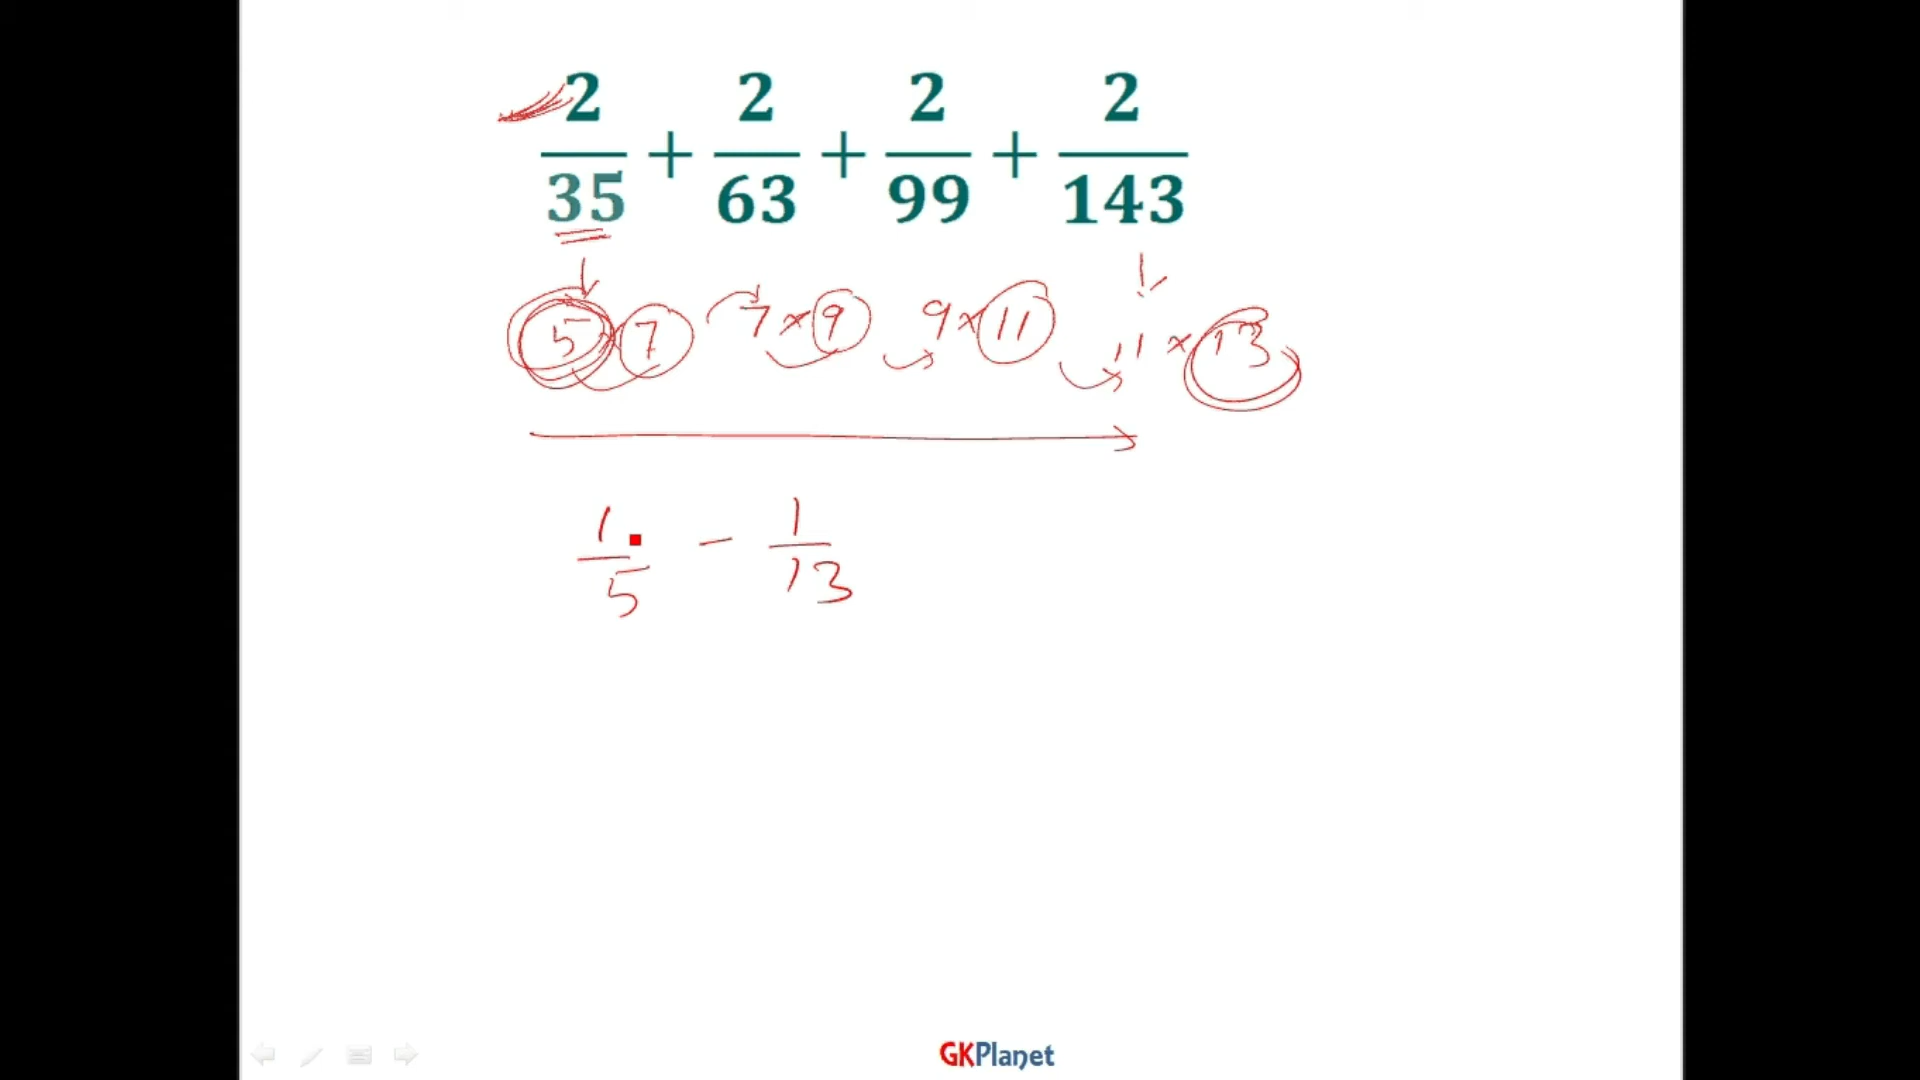 2/35 + 2/63 + 2/99 + 2/143
5 7 7×9 9×11 11×13
1/5 - 1/13
GKPlanet